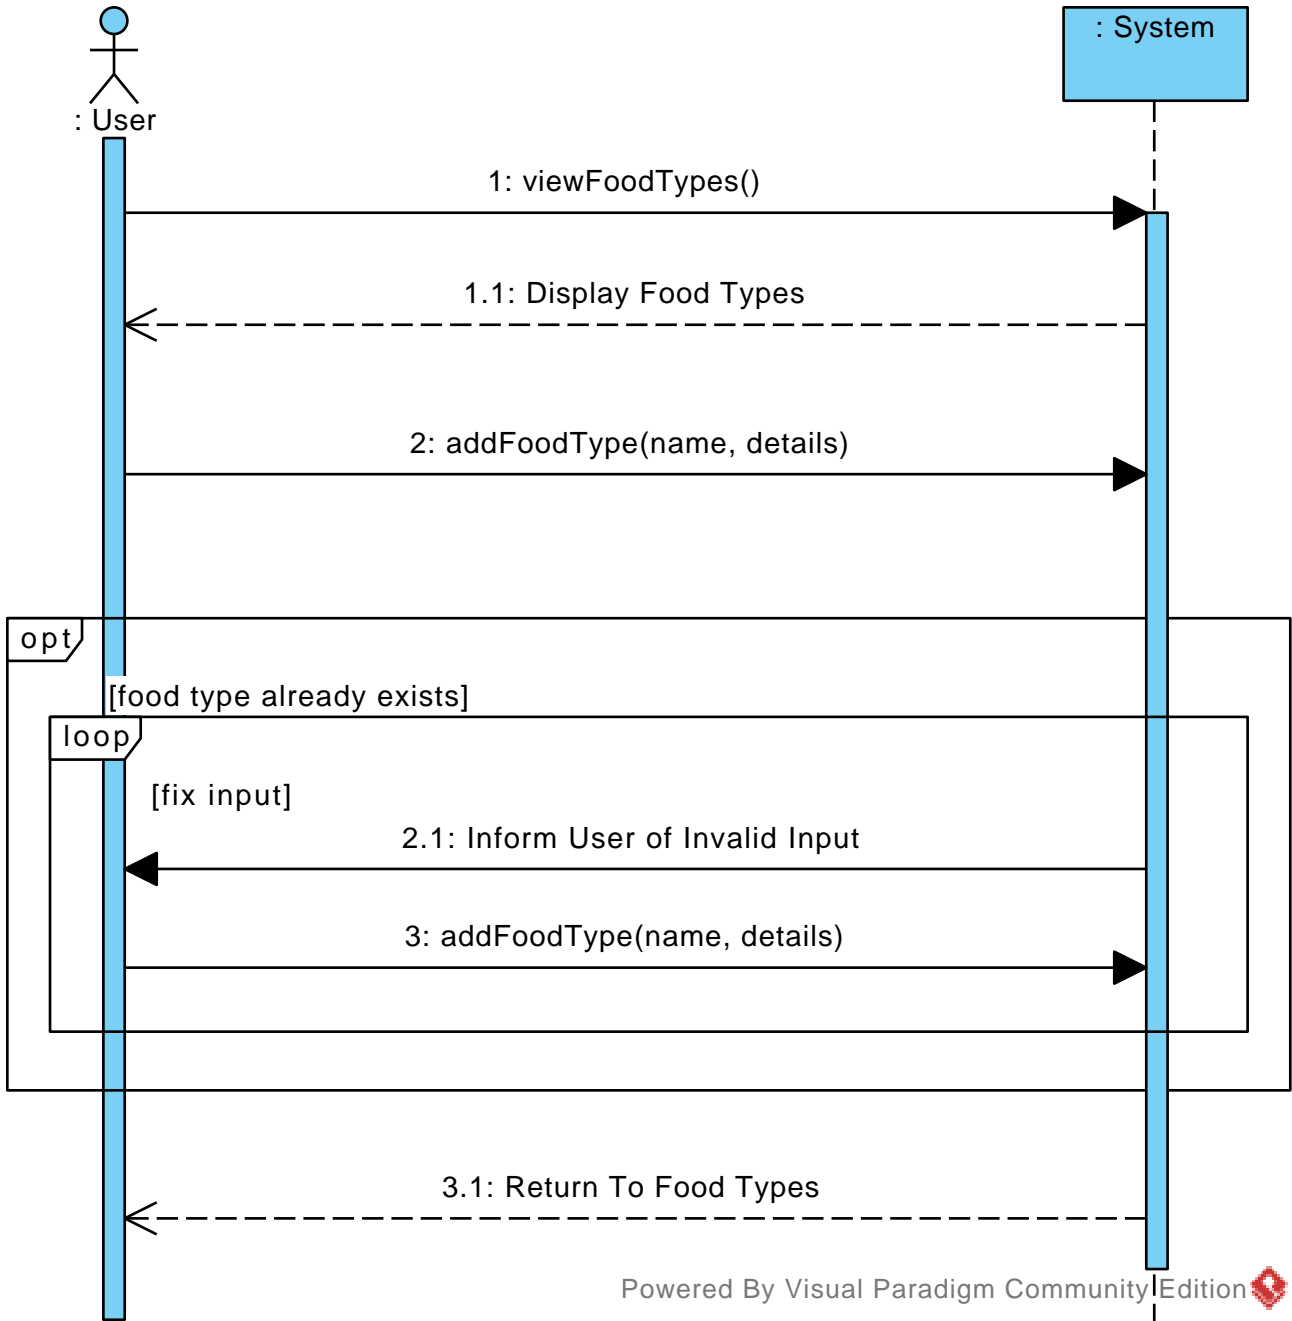 : User
: System
1: viewFoodTypes()
1.1: Display Food Types
2: addFoodType(name, details)
opt
[food type already exists]
loop
[fix input]
2.1: Inform User of Invalid Input
3: addFoodType(name, details)
3.1: Return To Food Types
Powered By Visual Paradigm Community Edition